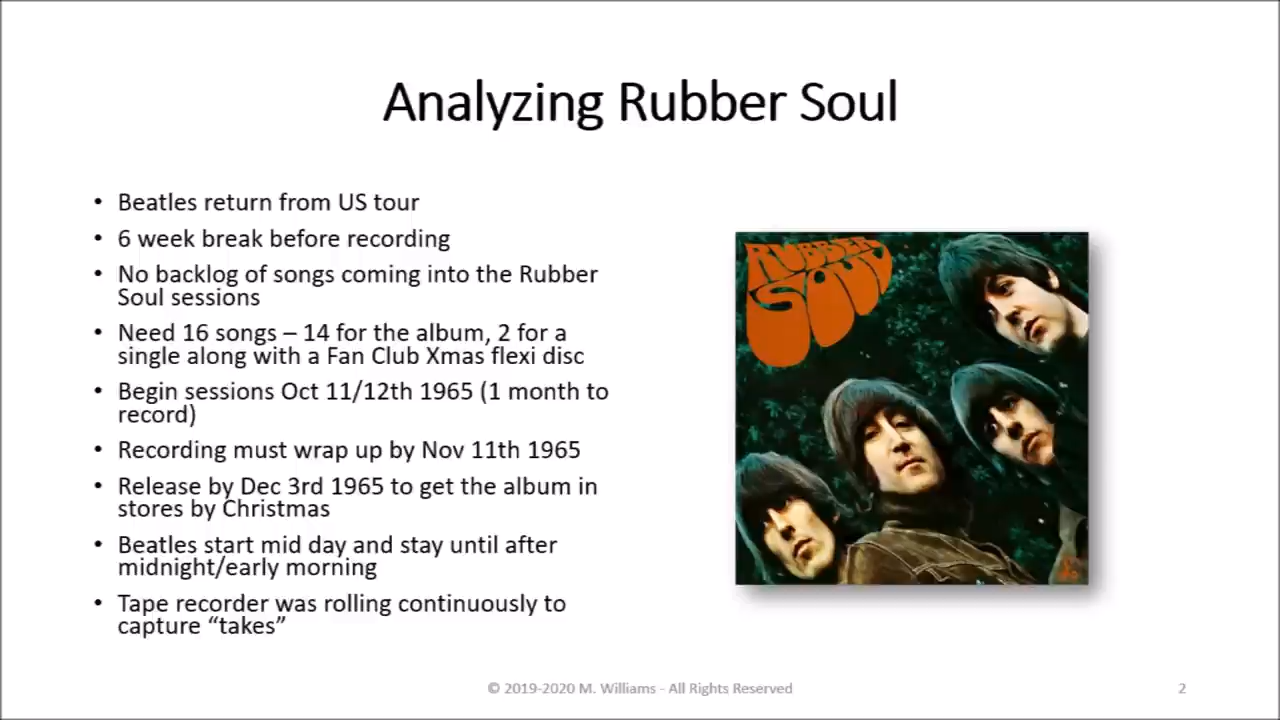 Analyzing Rubber Soul
• Beatles return from US tour
• 6 week break before recording
• No backlog of songs coming into the Rubber
Soul sessions
• Need 16 songs – 14 for the album, 2 for a
single along with a Fan Club Xmas flexi disc
• Begin sessions Oct 11/12th 1965 (1 month to
record)
• Recording must wrap up by Nov 11th 1965
• Release by Dec 3rd 1965 to get the album in
stores by Christmas
• Beatles start mid day and stay until after
midnight/early morning
• Tape recorder was rolling continuously to
capture “takes”
RUBBER
SOUL
© 2019-2020 M. Williams - All Rights Reserved
2